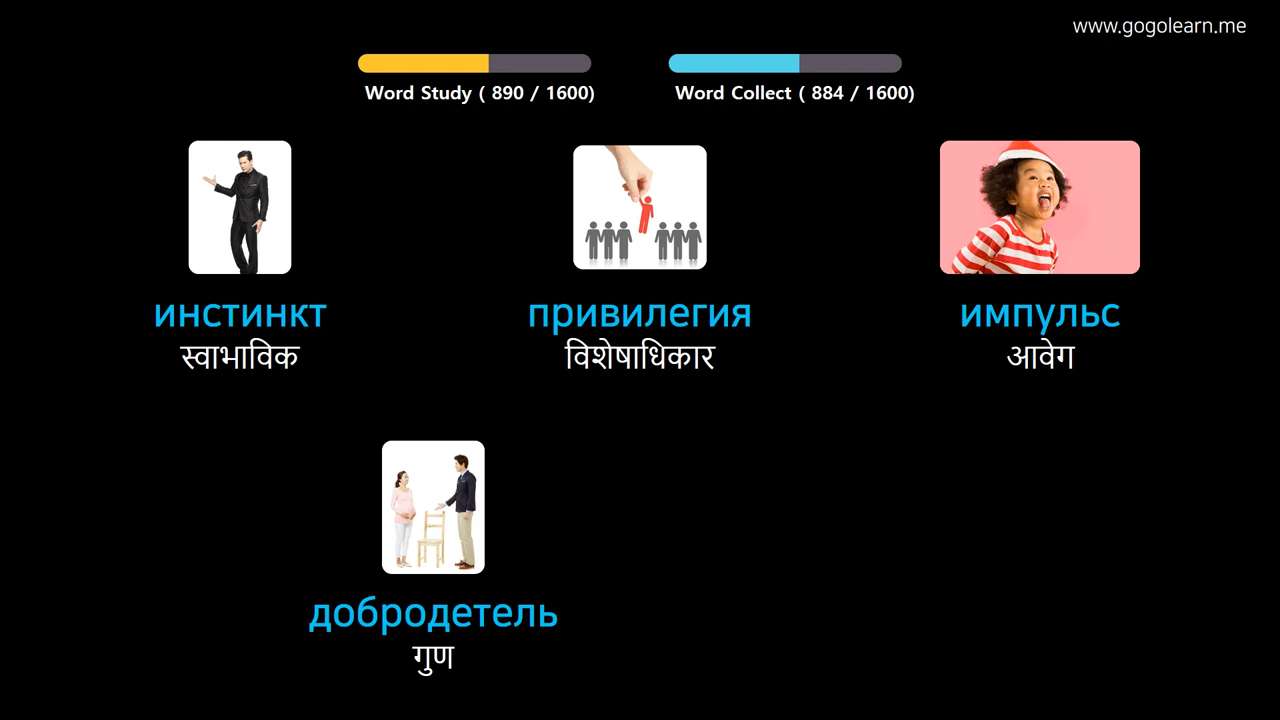 www.gogolearn.me
Word Study ( 890 / 1600)
Word Collect ( 884 / 1600)
инстинкт
स्वाभाविक
привилегия
विशेषाधिकार
импульс
आवेग
добродетель
गुण